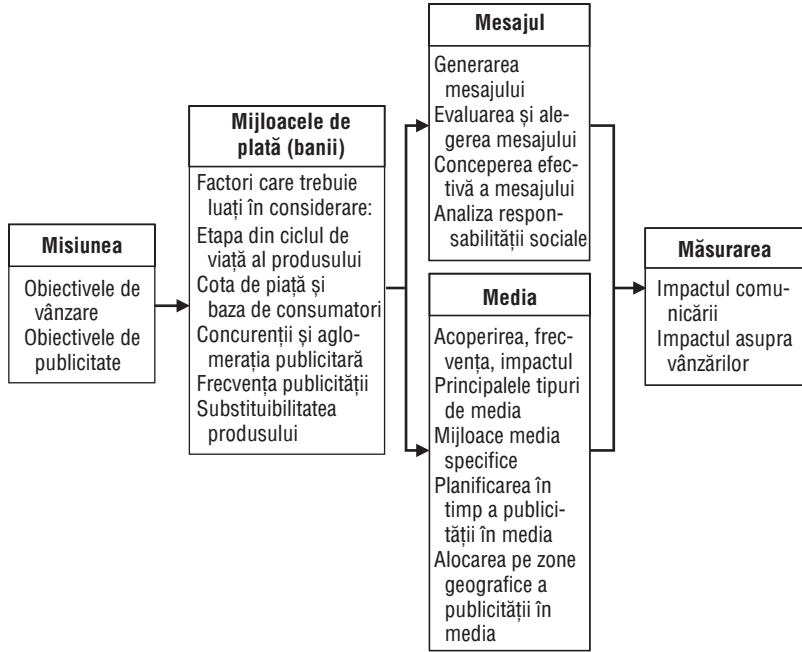 Misiunea
Obiectivele de
vânzare
Obiectivele de
publicitate
Mijloacele de
plată (banii)
Factori care trebuie
luați în considerare:
Etapa din ciclul de
viață al produsului
Cota de piață și
baza de consumatori
Concurenții și aglo-
merația publicitară
Frecvența publicității
Substituibilitatea
produsului
Mesajul
Generarea
mesajului
Evaluarea și ale-
gerea mesajului
Conceperea efec-
tivă a mesajului
Analiza respon-
sabilității sociale
Media
Acoperirea, frec-
vența, impactul
Principalele tipuri
de media
Mijloace media
specifice
Planificarea în
timp a publici-
tății în media
Alocarea pe zone
geografice a
publicității în
media
Măsurarea
Impactul comu-
nicării
Impactul asupra
vânzărilor